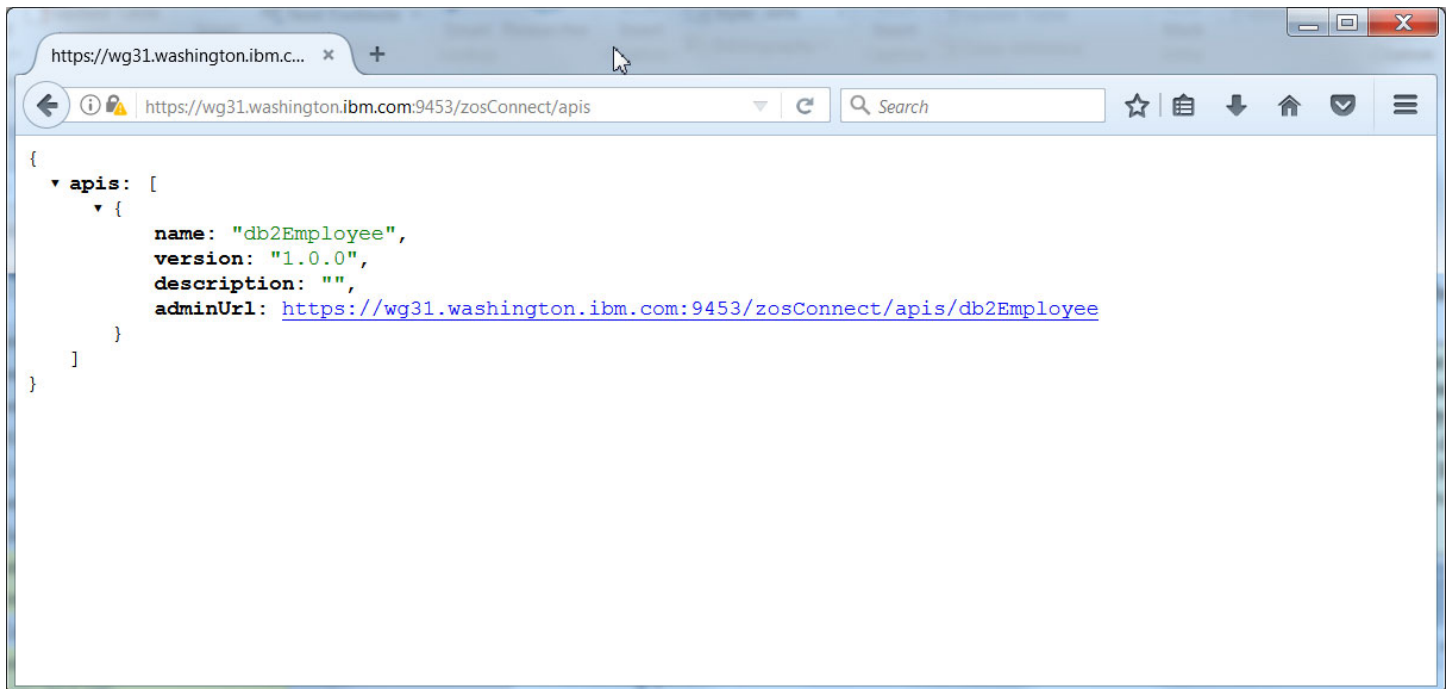 https://wg31.washington.ibm.c...
https://wg31.washington.ibm.com:9453/zosConnect/apis
Search
{
apis: [
{
name: "db2Employee",
version: "1.0.0",
description: "",
adminUrl: https://wg31.washington.ibm.com:9453/zosConnect/apis/db2Employee
}
]
}